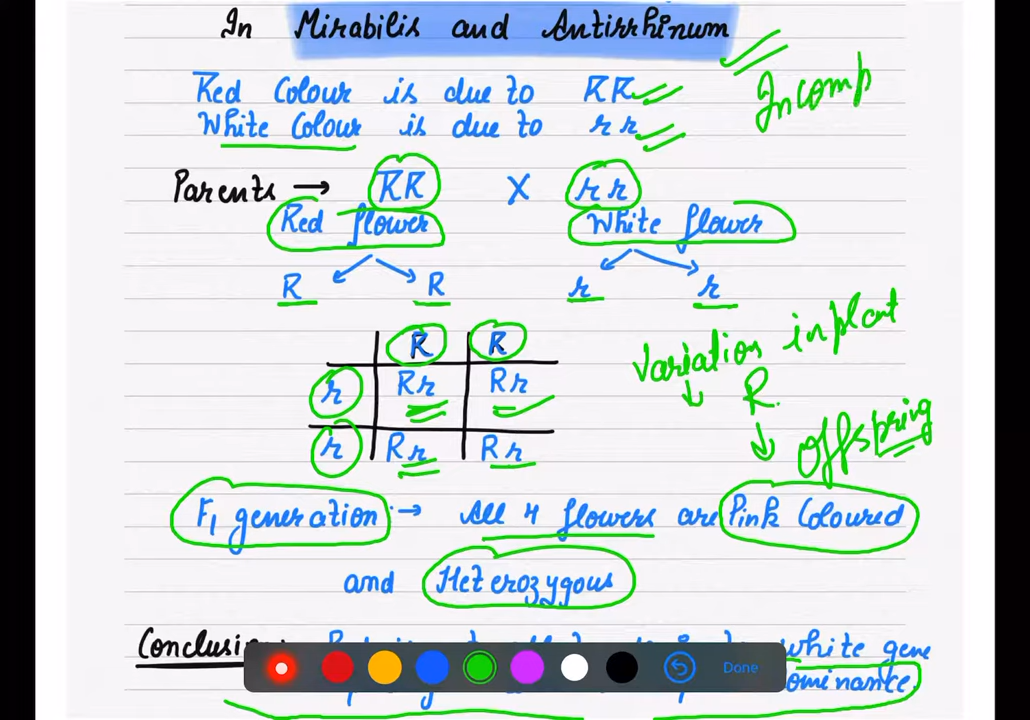 In Mirabilis and Antirrhinum
Red Colour is due to RR
White Colour is due to rr
Incomp
Parents → RR X rr
Red flower White flower
R R r r
R R
r Rr Rr
r Rr Rr
Variation in plant
↓ R
↓ offspring
F1 generation → All 4 flowers are Pink Coloured
and Heterozygous
white gene
Done